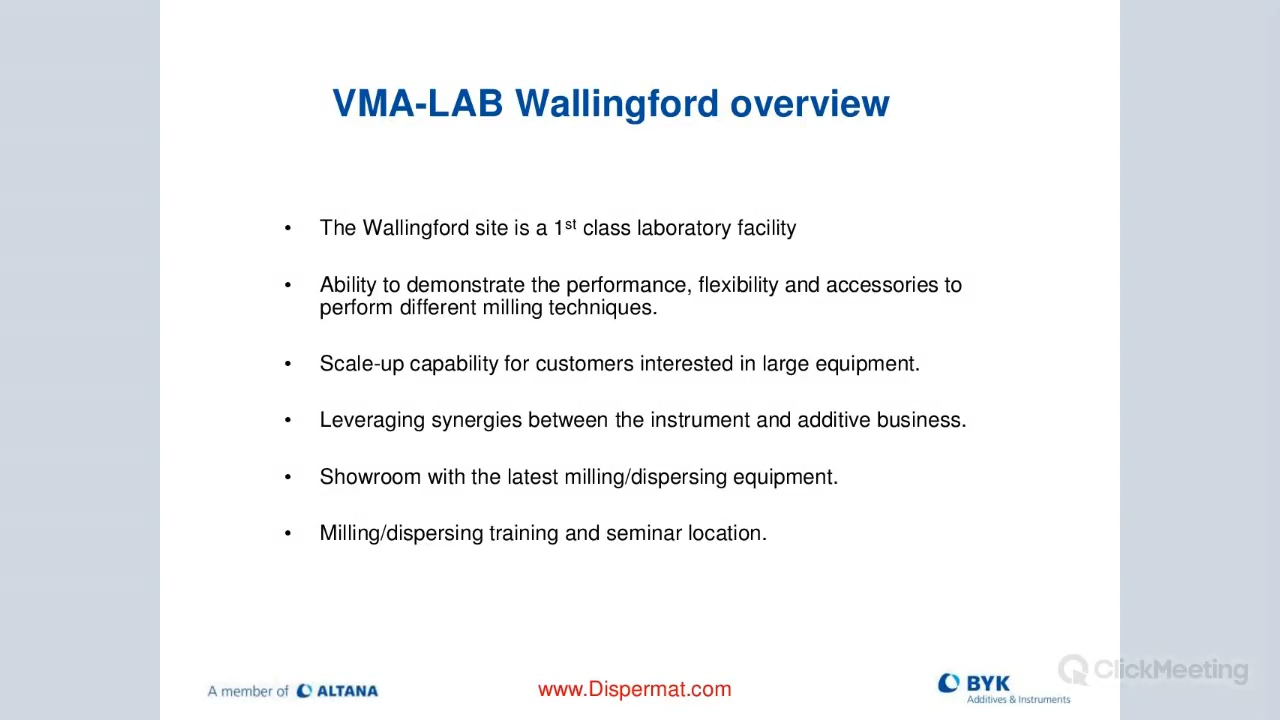 VMA-LAB Wallingford overview
• The Wallingford site is a 1st class laboratory facility
• Ability to demonstrate the performance, flexibility and accessories to
perform different milling techniques.
• Scale-up capability for customers interested in large equipment.
• Leveraging synergies between the instrument and additive business.
• Showroom with the latest milling/dispersing equipment.
• Milling/dispersing training and seminar location.
A member of ALTANA
www.Dispermat.com
BYK
Additives & Instruments
ClickMeeting